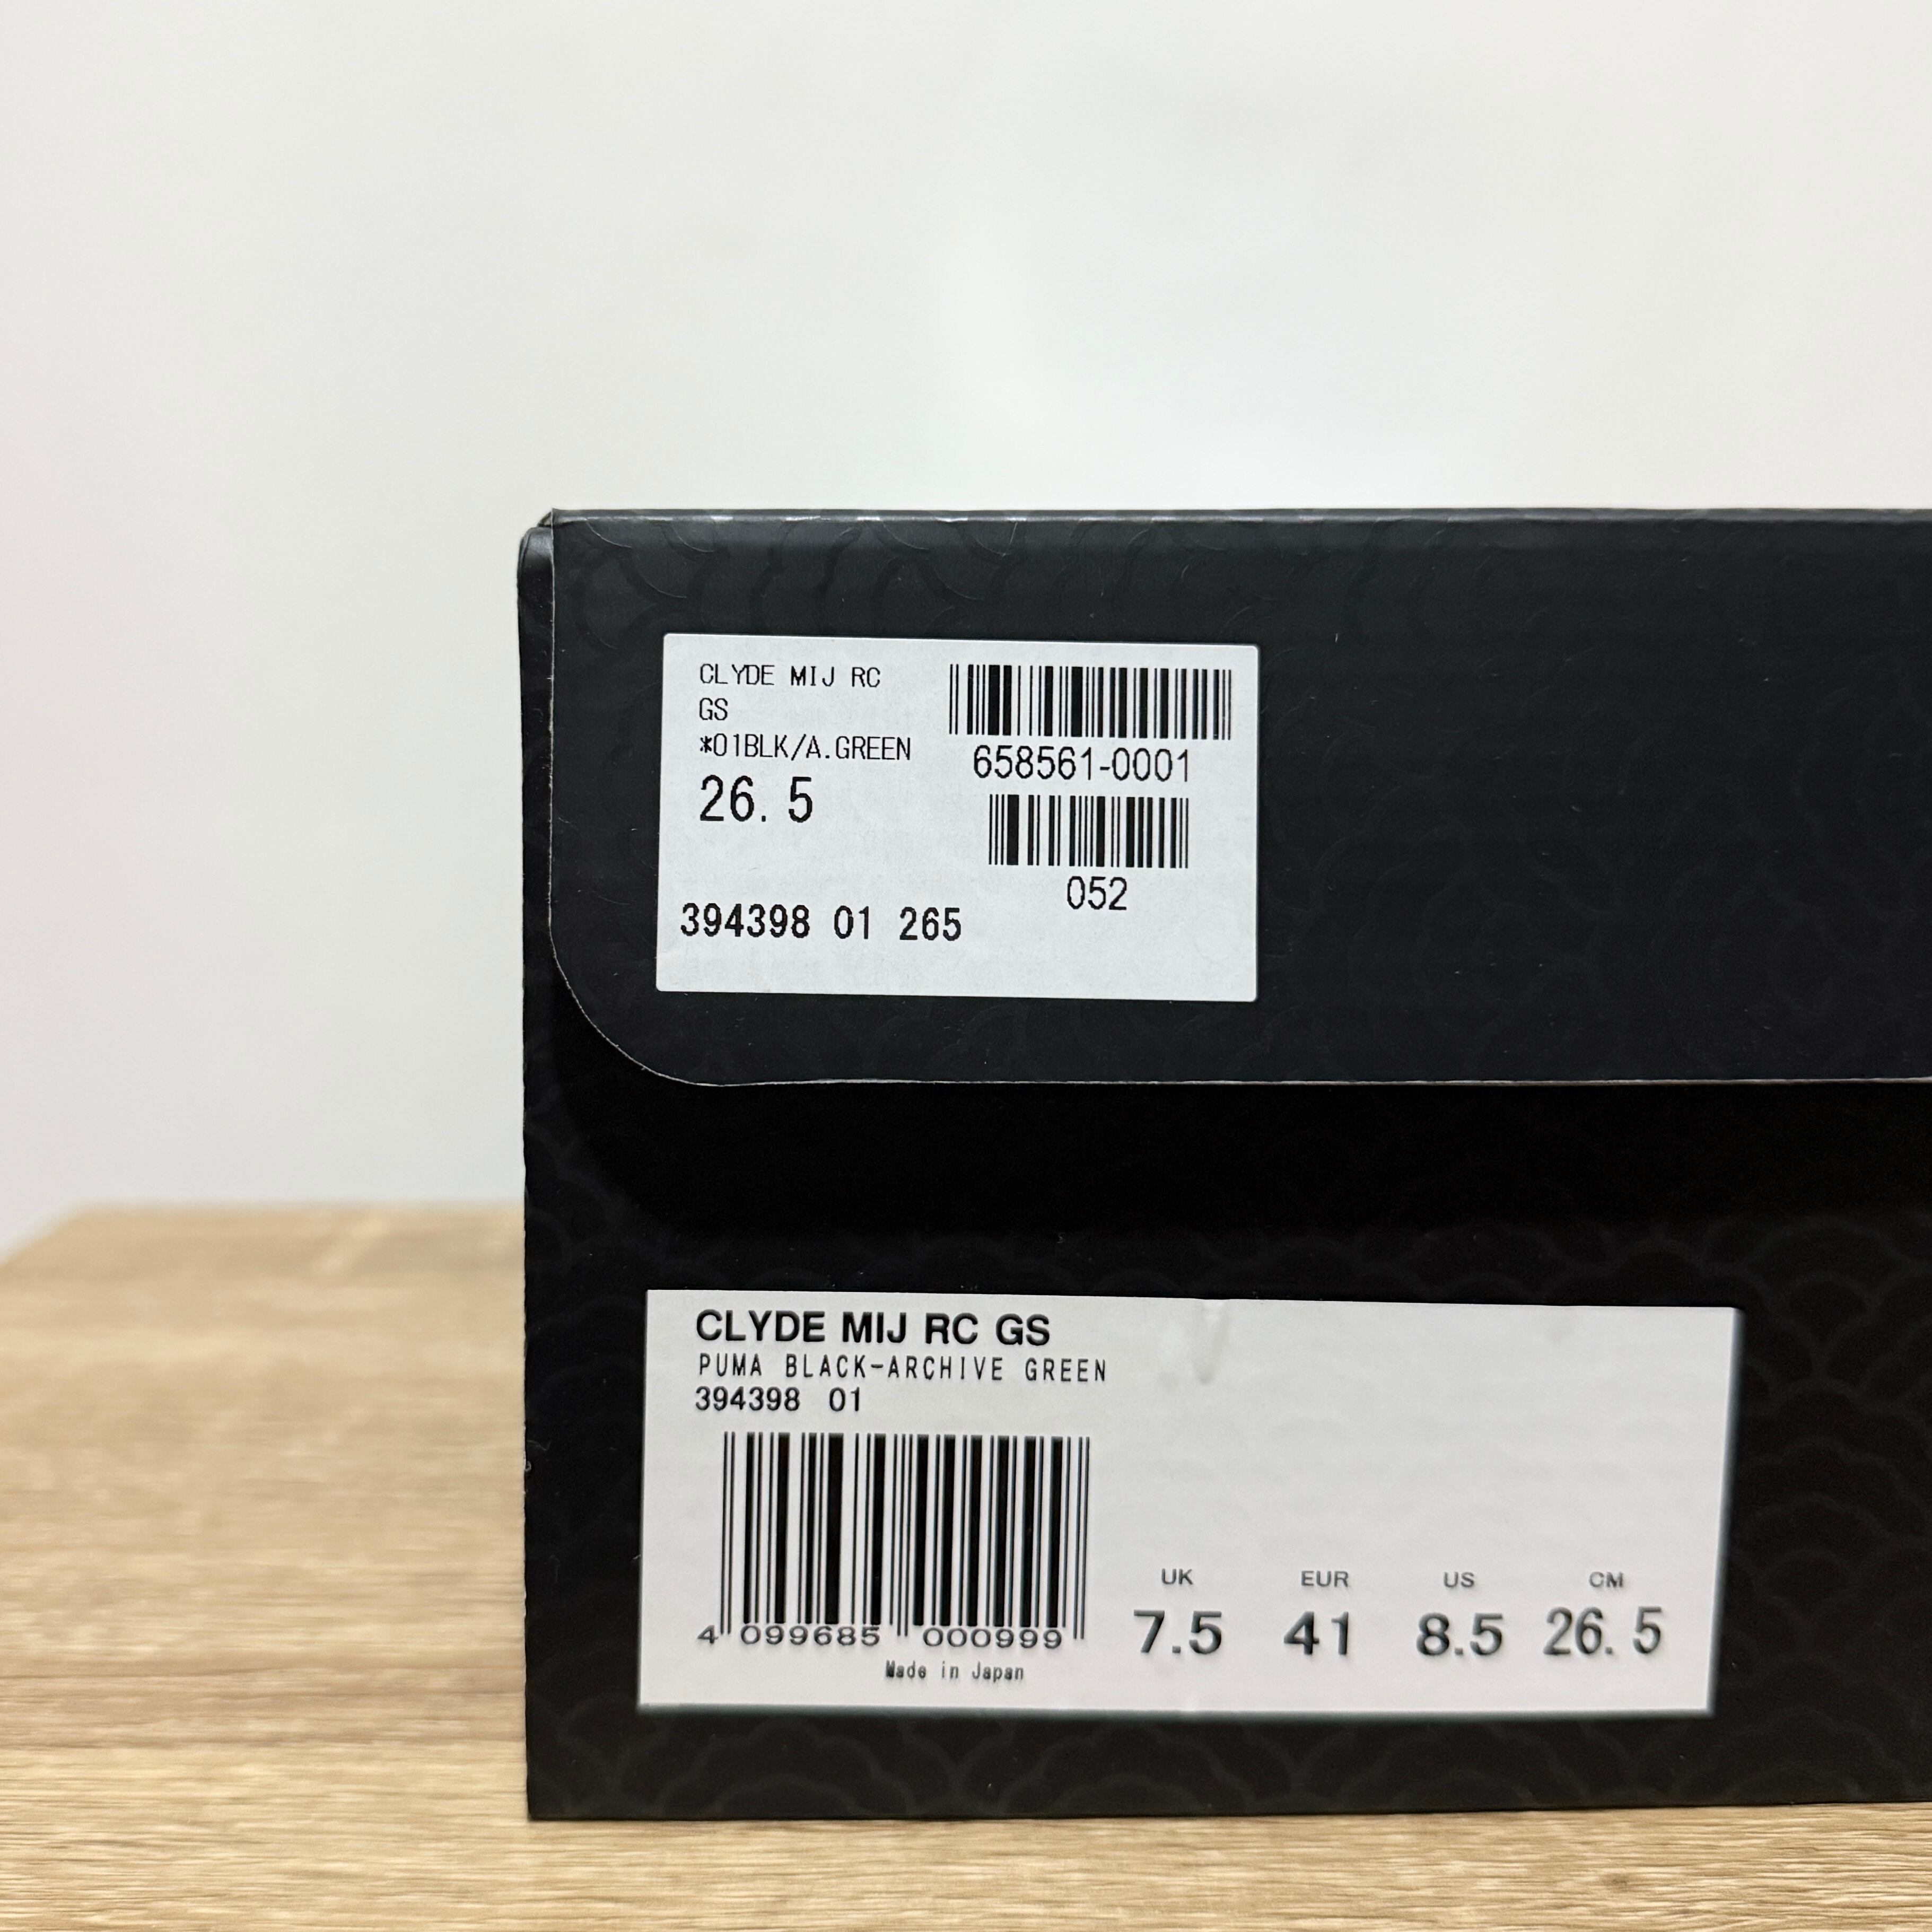 CLYDE MIJ RC
GS
*01BLK/A.GREEN
26.5
658561-0001
052
394398 01 265
CLYDE MIJ RC GS
PUMA BLACK-ARCHIVE GREEN
394398 01
4 099685 000999
Made in Japan
UK EUR US CM
7.5 41 8.5 26.5